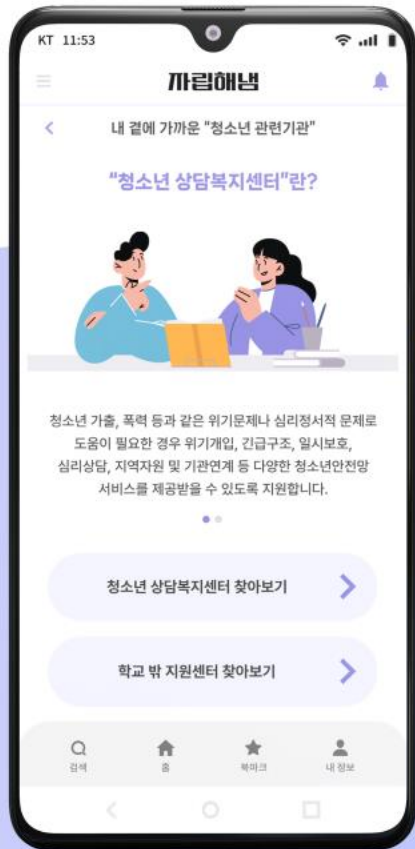 KT 11:53
자립해냄
내 곁에 가까운 "청소년 관련기관"
"청소년 상담복지센터"란?
청소년 가출, 폭력 등과 같은 위기문제나 심리정서적 문제로
도움이 필요한 경우 위기개입, 긴급구조, 일시보호,
심리상담, 지역자원 및 기관연계 등 다양한 청소년안전망
서비스를 제공받을 수 있도록 지원합니다.
청소년 상담복지센터 찾아보기
학교 밖 지원센터 찾아보기
검색
홈
북마크
내 정보